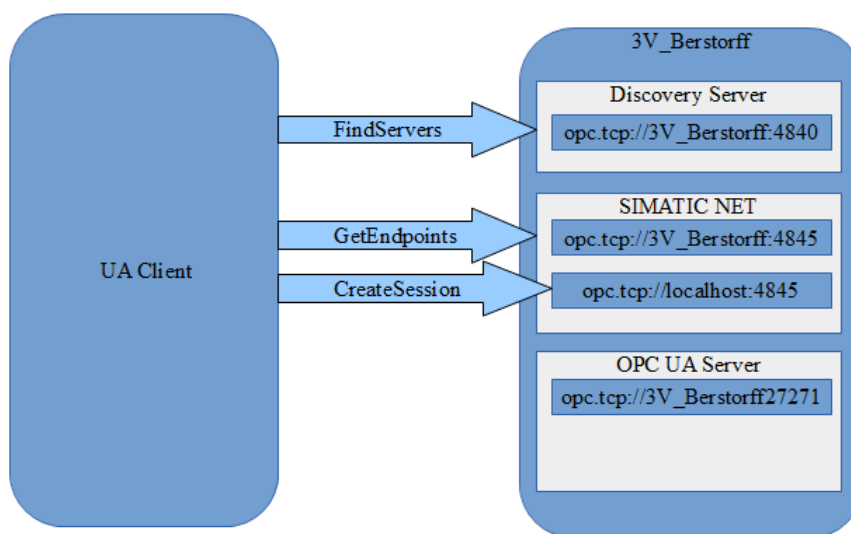 3V_Berstorff
Discovery Server
opc.tcp://3V_Berstorff:4840
FindServers
SIMATIC NET
opc.tcp://3V_Berstorff:4845
GetEndpoints
UA Client
opc.tcp://localhost:4845
CreateSession
OPC UA Server
opc.tcp://3V_Berstorff27271